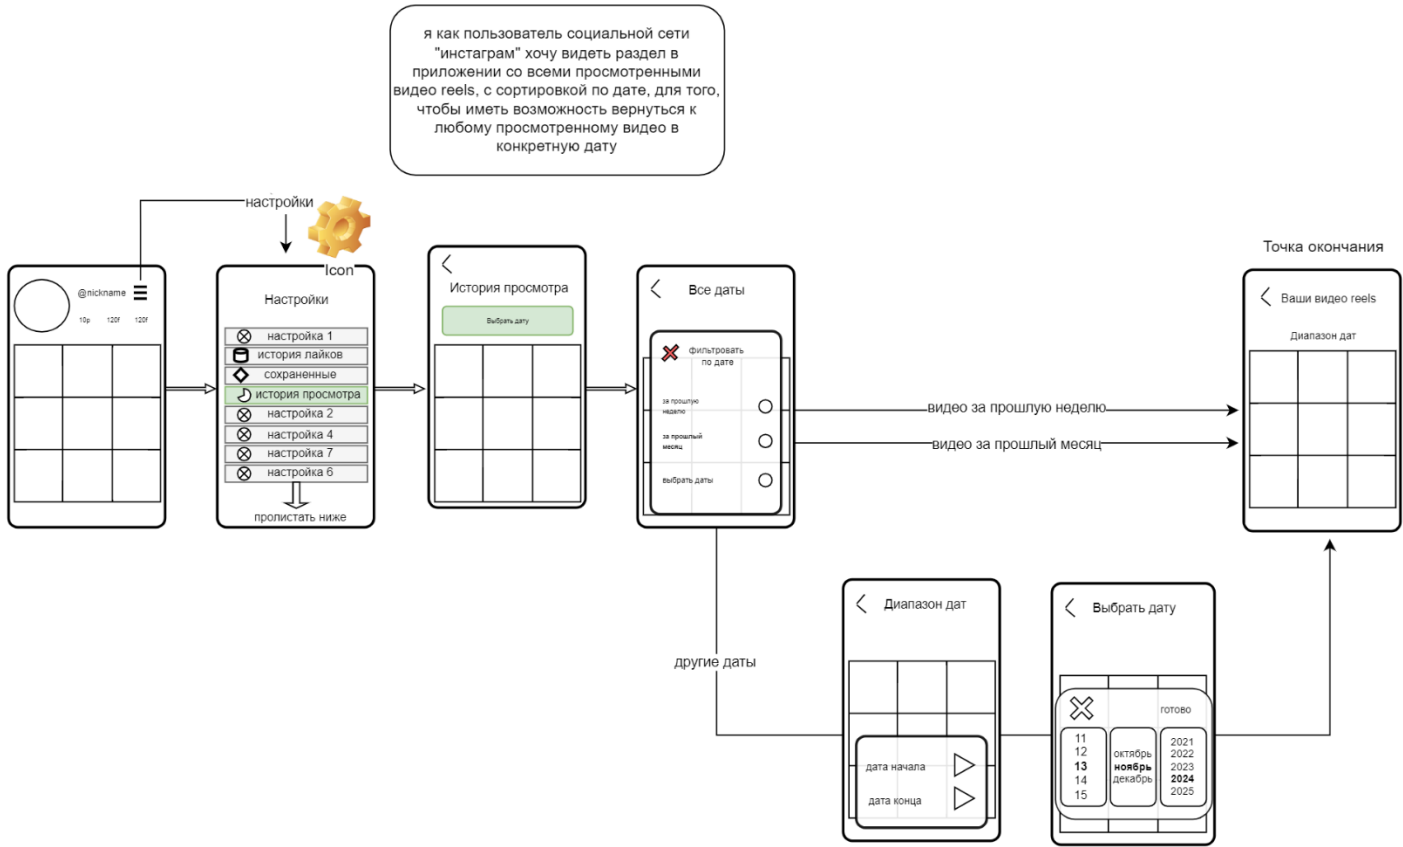 я как пользователь социальной сети
"инстаграм" хочу видеть раздел в
приложении со всеми просмотренными
видео reels, с сортировкой по дате, для того,
чтобы иметь возможность вернуться к
любому просмотренному видео в
конкретную дату
настройки
Icon
@nickname
10p 120f 120f
Настройки
настройка 1
история лайков
сохраненные
история просмотра
настройка 2
настройка 4
настройка 7
настройка 6
пролистать ниже
История просмотра
Выбрать дату
Все даты
Фильтровать
по дате
за прошлую
неделю
за прошлый
месяц
выбрать даты
видео за прошлую неделю
видео за прошлый месяц
Точка окончания
Ваши видео reels
Диапазон дат
другие даты
Диапазон дат
дата начала
дата конца
Выбрать дату
готово
11
12
13
14
15
октябрь
ноябрь
декабрь
2021
2022
2023
2024
2025